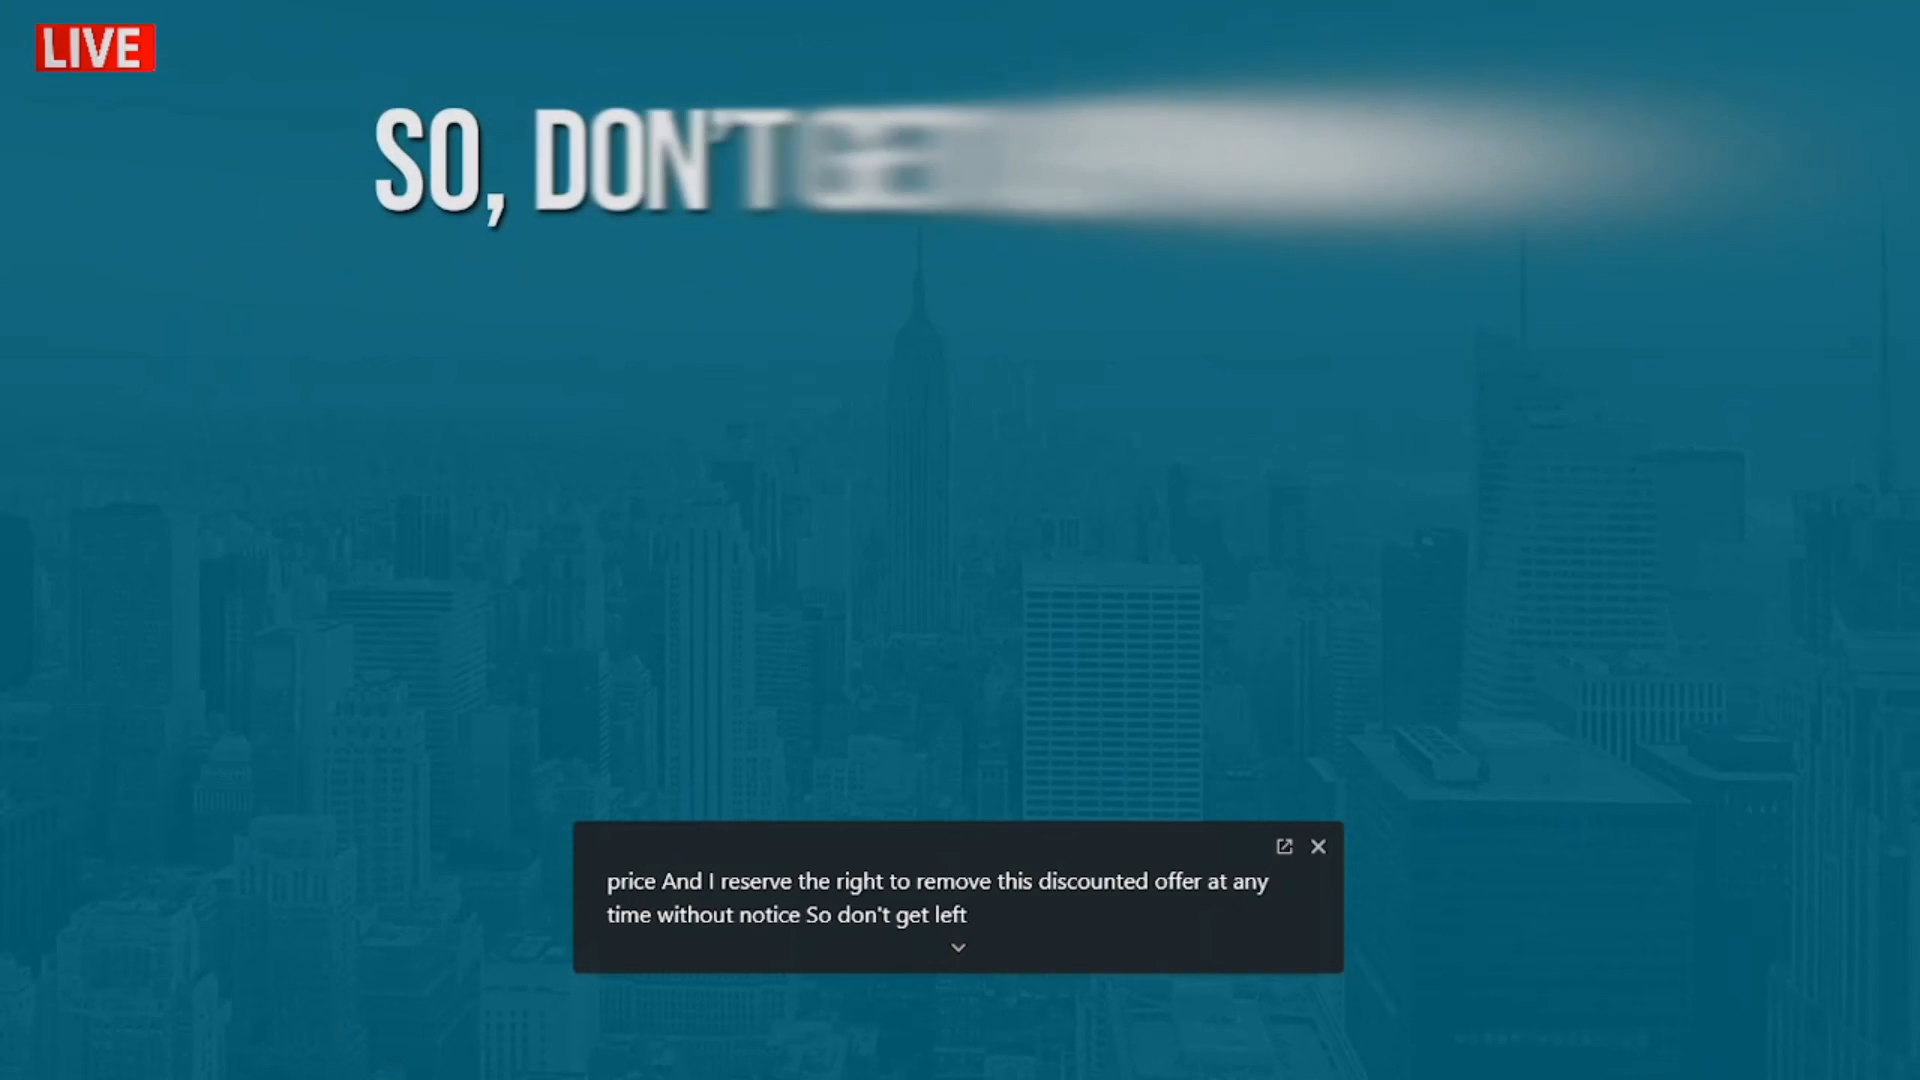 LIVE
SO, DON'T
price And I reserve the right to remove this discounted offer at any
time without notice So don't get left